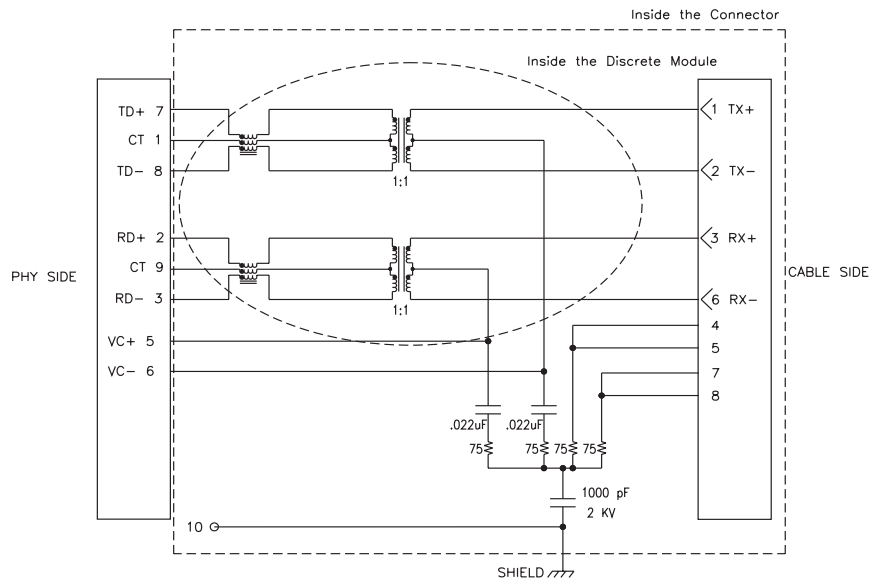 Inside the Connector
Inside the Discrete Module
TD+ 7
CT 1
TD- 8
1:1
1 TX+
2 TX-
RD+ 2
CT 9
RD- 3
1:1
3 RX+
6 RX-
PHY SIDE
CABLE SIDE
VC+ 5
VC- 6
4
5
7
8
.022uF
.022uF
75
75
75
75
1000 pF
2 KV
10
SHIELD